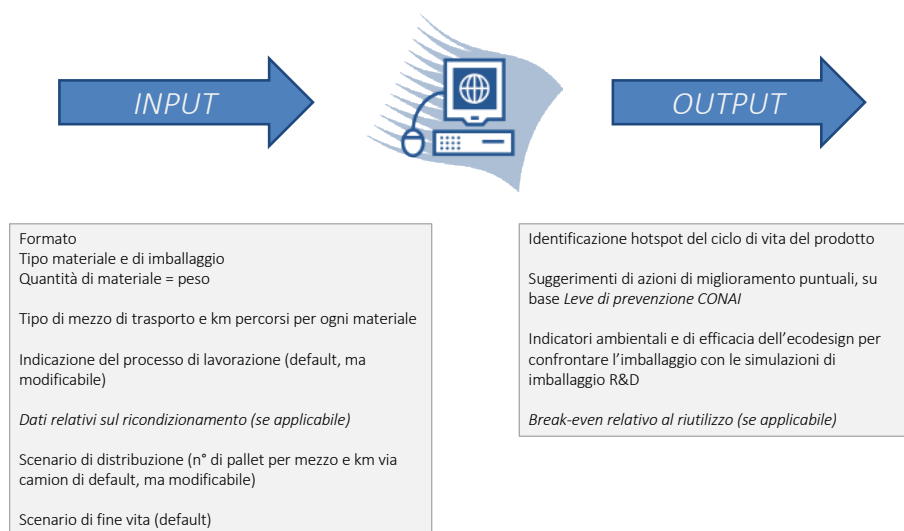 INPUT
OUTPUT
Formato
Tipo materiale e di imballaggio
Quantità di materiale = peso
Tipo di mezzo di trasporto e km percorsi per ogni materiale
Indicazione del processo di lavorazione (default, ma
modificabile)
Dati relativi sul ricondizionamento (se applicabile)
Scenario di distribuzione (n° di pallet per mezzo e km via
camion di default, ma modificabile)
Scenario di fine vita (default)
Identificazione hotspot del ciclo di vita del prodotto
Suggerimenti di azioni di miglioramento puntuali, su
base Leve di prevenzione CONAI
Indicatori ambientali e di efficacia dell’ecodesign per
confrontare l’imballaggio con le simulazioni di
imballaggio R&D
Break-even relativo al riutilizzo (se applicabile)